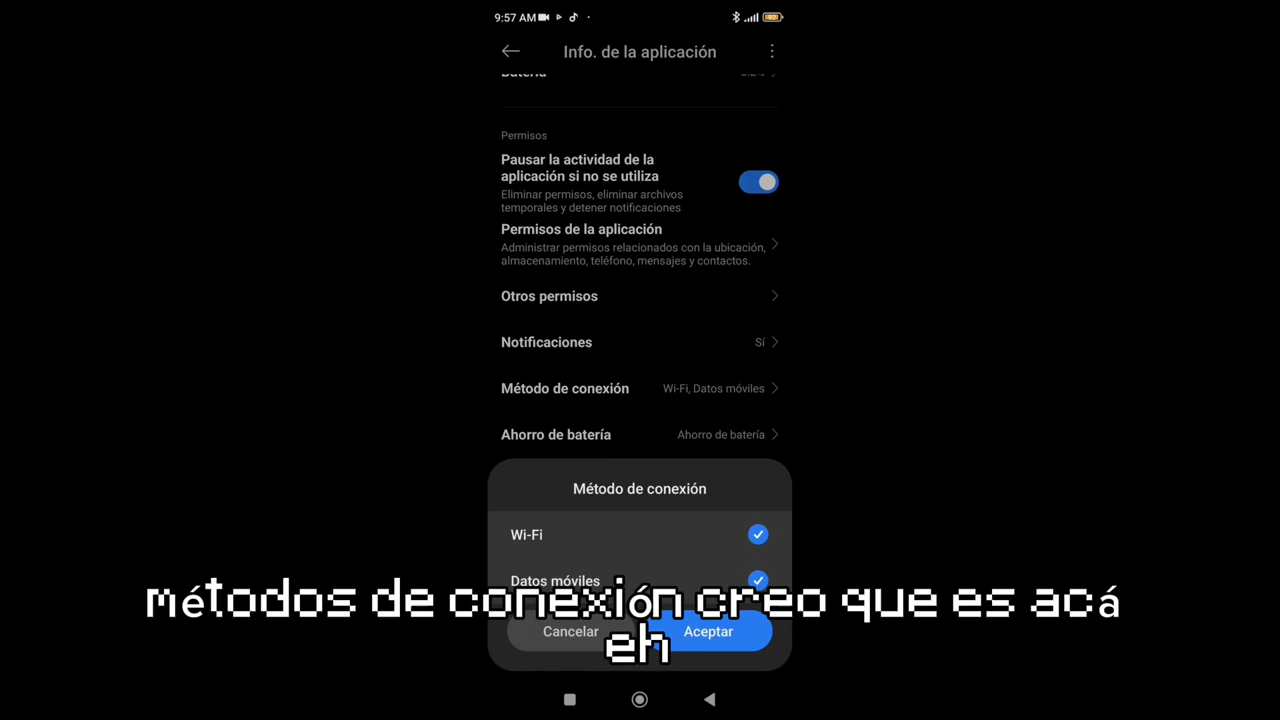 9:57 AM
92
Info. de la aplicación
Batería
Permisos
Pausar la actividad de la
aplicación si no se utiliza
Eliminar permisos, eliminar archivos
temporales y detener notificaciones
Permisos de la aplicación
Administrar permisos relacionados con la ubicación,
almacenamiento, teléfono, mensajes y contactos.
Otros permisos
Notificaciones Sí
Método de conexión Wi-Fi, Datos móviles
Ahorro de batería Ahorro de batería
Método de conexión
Wi-Fi
Datos móviles
métodos de conexión creo que es acá
Cancelar Aceptar
eh